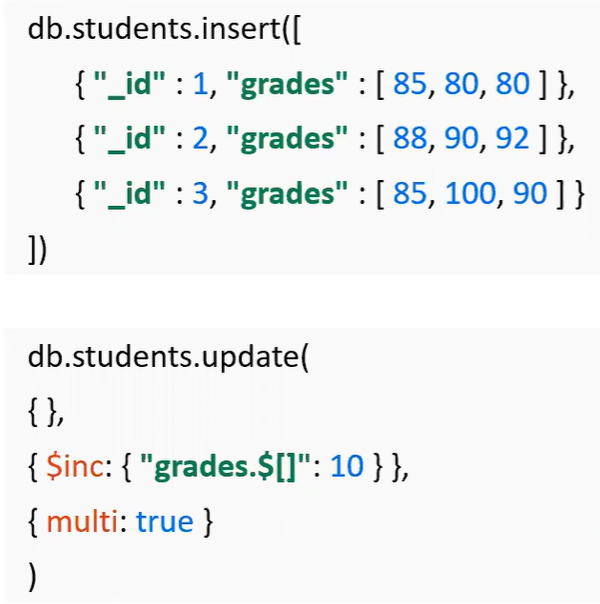 db.students.insert([
{ "_id" : 1, "grades" : [ 85, 80, 80 ] },
{ "_id" : 2, "grades" : [ 88, 90, 92 ] },
{ "_id" : 3, "grades" : [ 85, 100, 90 ] }
])
db.students.update(
{ },
{ $inc: { "grades.$[]": 10 } },
{ multi: true }
)